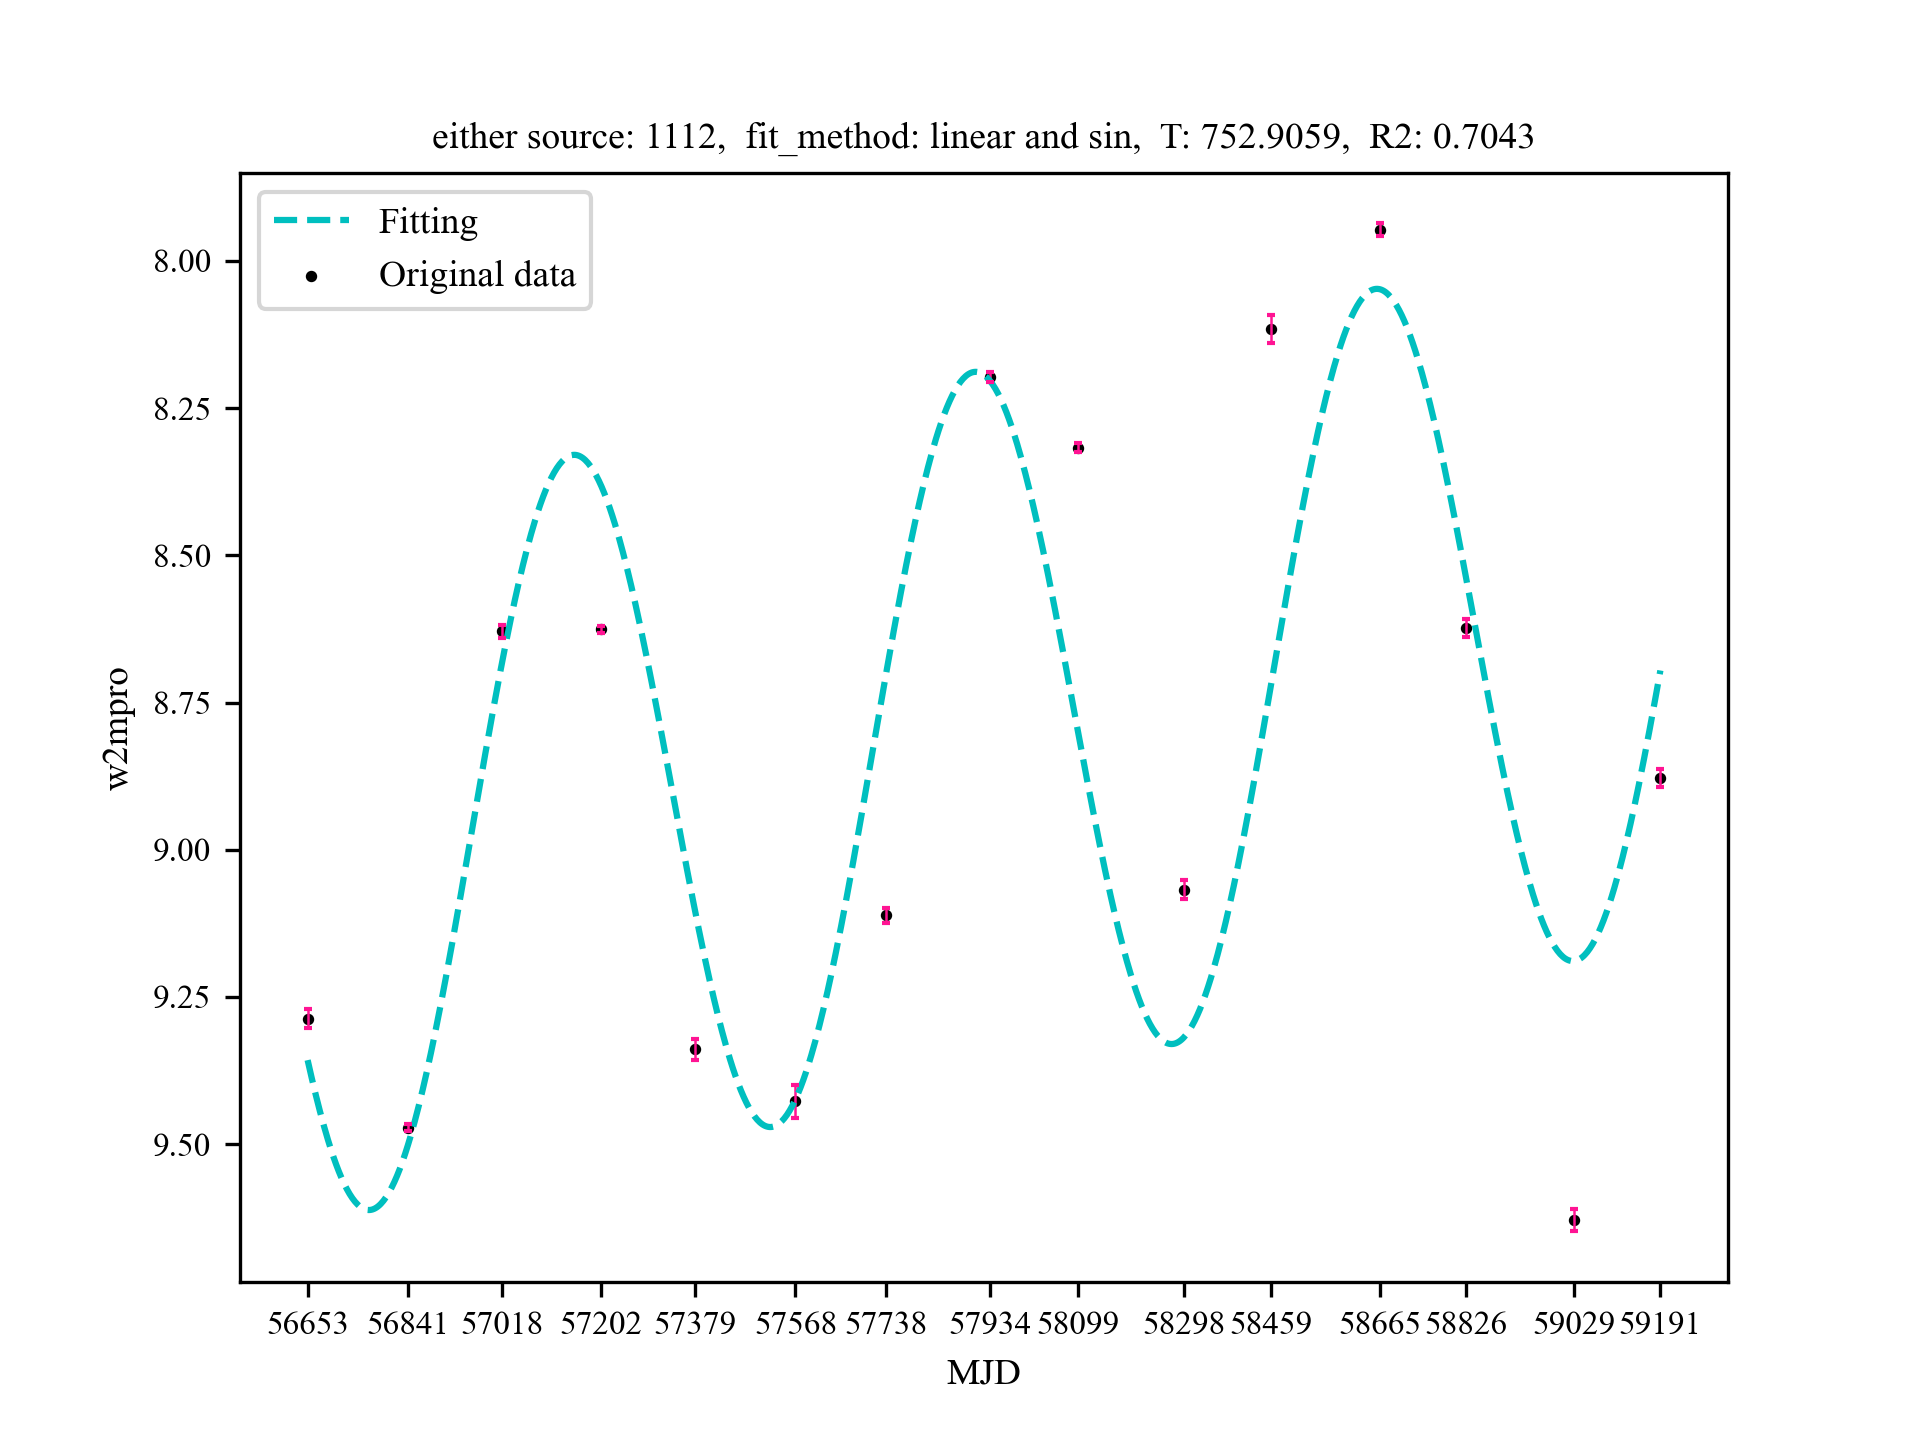 either source: 1112,  fit_method: linear and sin,  T: 752.9059,  R2: 0.7043
Fitting
Original data
8.00
8.25
8.50
8.75
9.00
9.25
9.50
w2mpro
56653 56841 57018 57202 57379 57568 57738 57934 58099 58298 58459 58665 58826 59029 59191
MJD